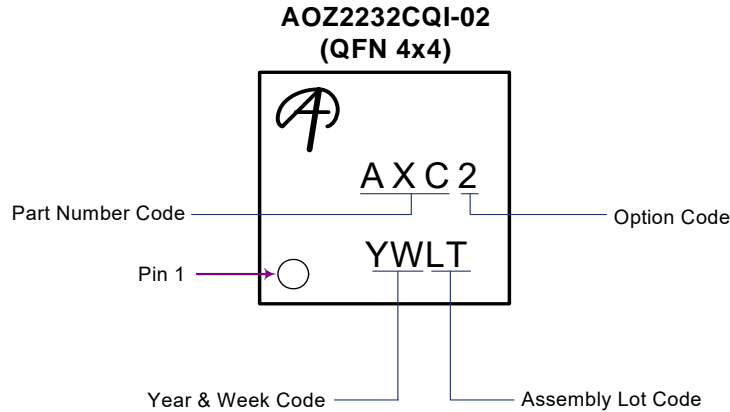 AOZ2232CQI-02
(QFN 4x4)
AXC2
Part Number Code
Option Code
YWLT
Pin 1
Year & Week Code
Assembly Lot Code